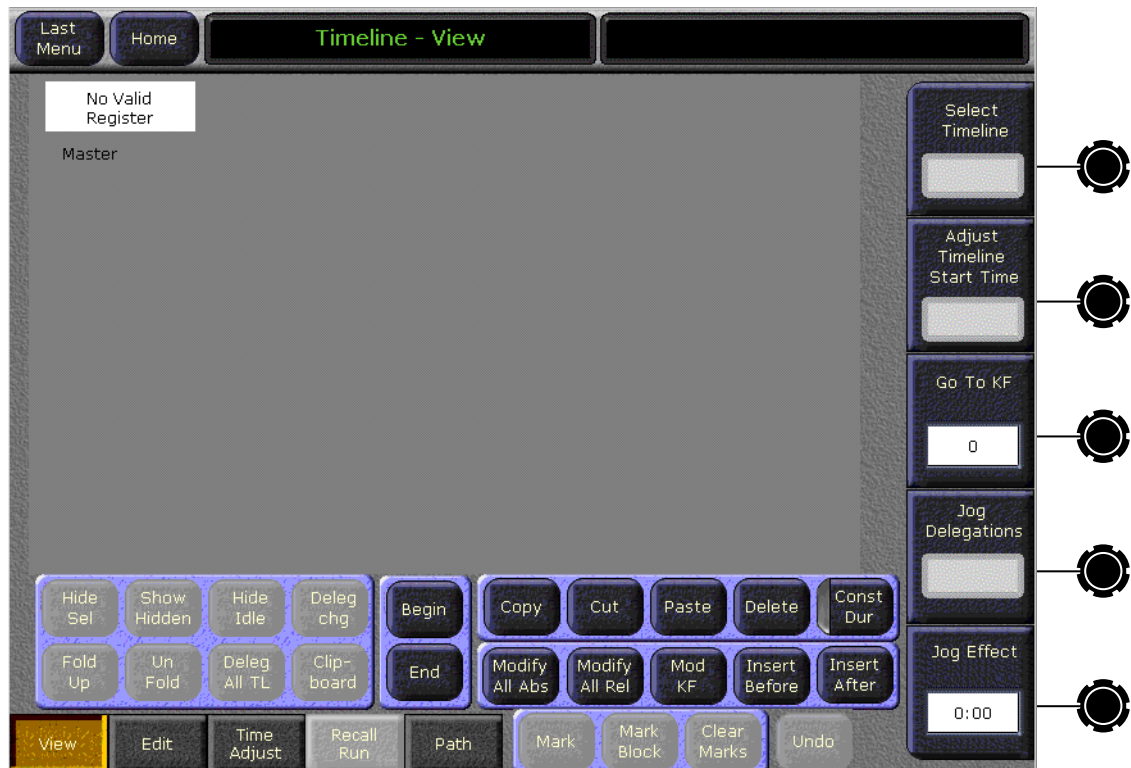 Last
Menu
Home
Timeline - View
No Valid
Register
Master
Select
Timeline
Adjust
Timeline
Start Time
Go To KF
0
Jog
Delegations
Jog Effect
0:00
Hide
Sel
Show
Hidden
Hide
Idle
Deleg
chg
Fold
Up
Un
Fold
Deleg
All TL
Clip-
board
Begin
End
Copy
Cut
Paste
Delete
Const
Dur
Modify
All Abs
Modify
All Rel
Mod
KF
Insert
Before
Insert
After
View
Edit
Time
Adjust
Recall
Run
Path
Mark
Mark
Block
Clear
Marks
Undo